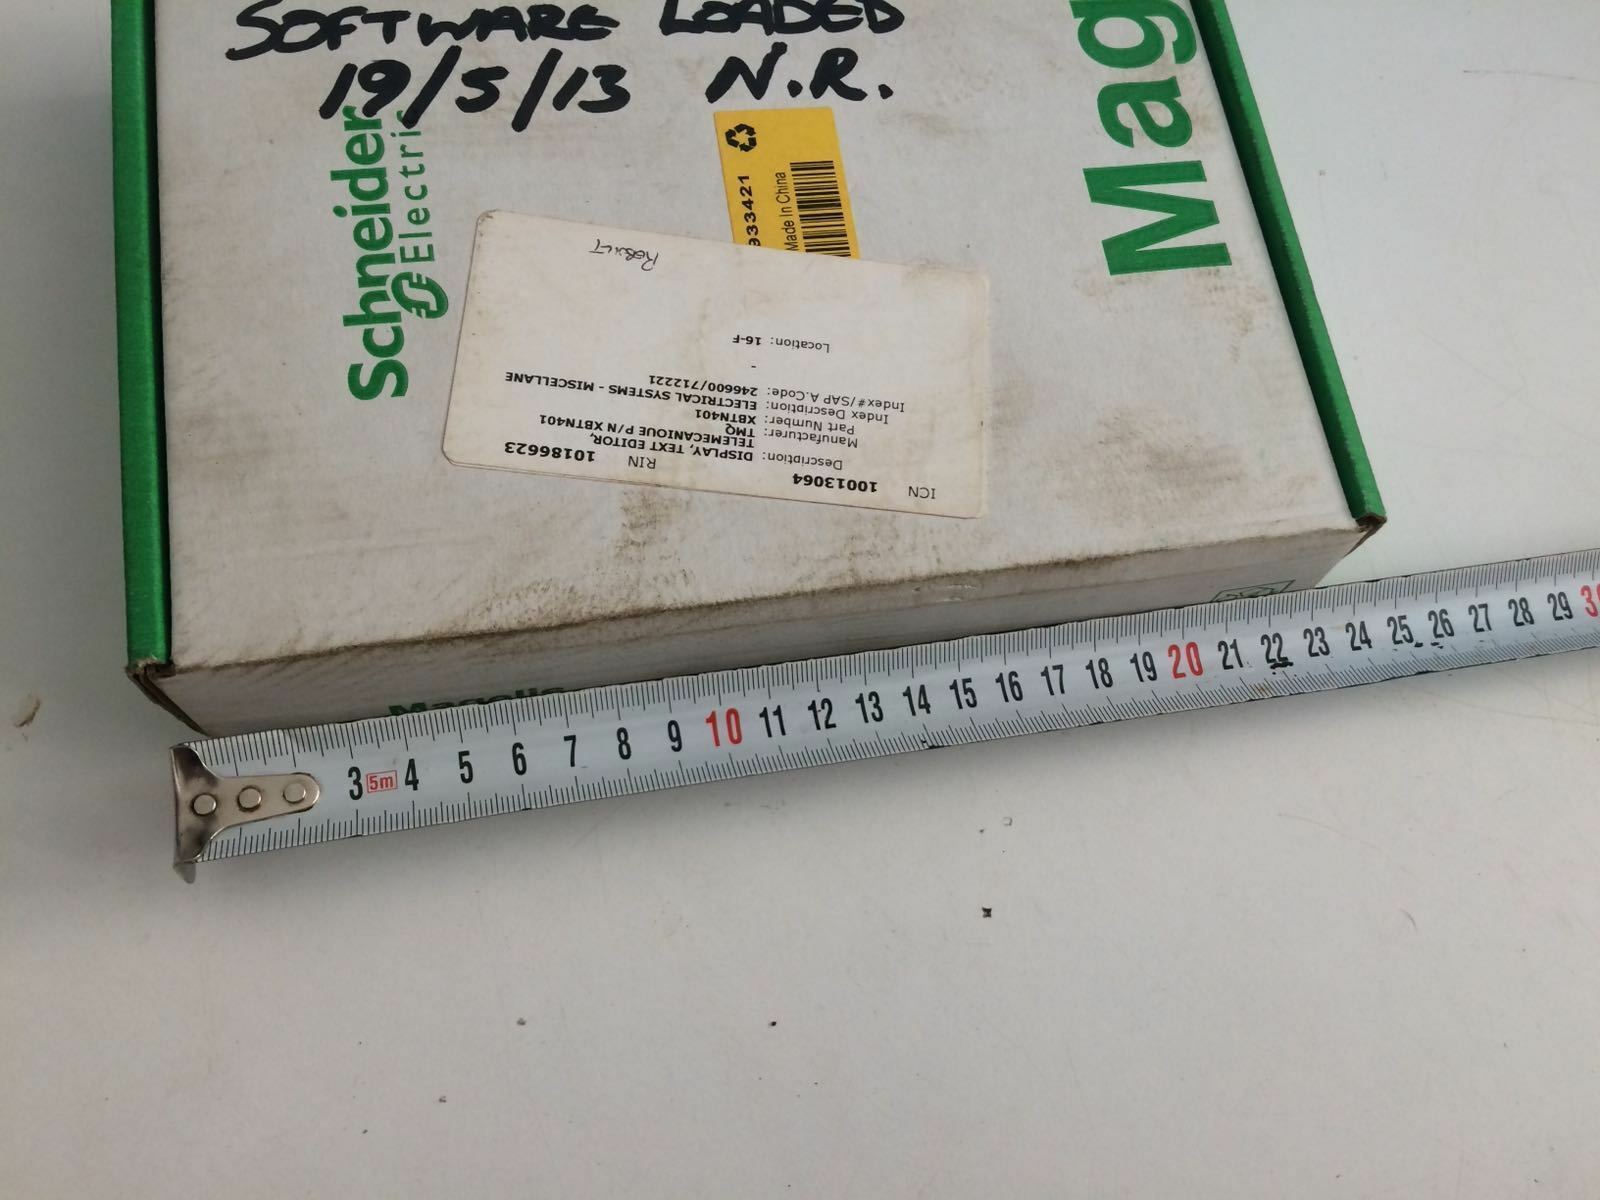 SOFTWARE LOADED
19/5/13 N.R.
Schneider
Electric
Mag
933421
Made In China
ROBUILT
ICN 10013064 RIN 10186623
Description: DISPLAY, TEXT EDITOR,
TELEMECANIQUE P/N XBTN401
Manufacturer: TMQ
Part Number: XBTN401
Index Description: ELECTRICAL SYSTEMS - MISCELLANE
Index#/SAP A.Code: 246600/712221
-
Location: 16-F
Magelis
3 5m 4 5 6 7 8 9 10 11 12 13 14 15 16 17 18 19 20 21 22 23 24 25 26 27 28 29 30